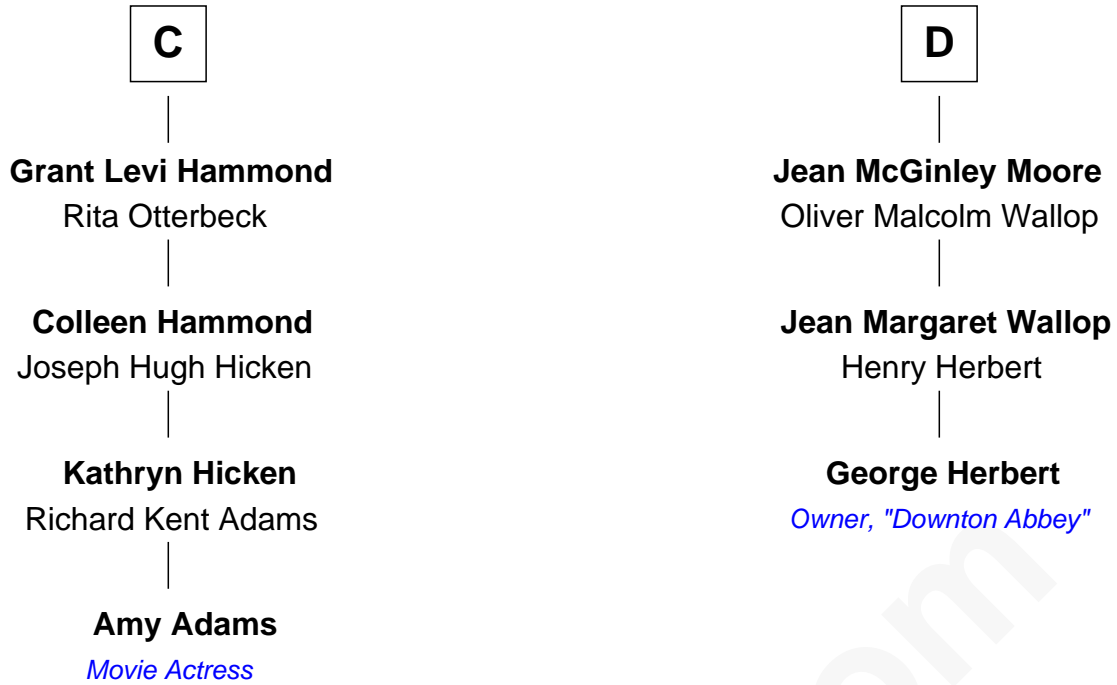 C
Grant Levi Hammond
Rita Otterbeck
Colleen Hammond
Joseph Hugh Hicken
Kathryn Hicken
Richard Kent Adams
Amy Adams
Movie Actress
D
Jean McGinley Moore
Oliver Malcolm Wallop
Jean Margaret Wallop
Henry Herbert
George Herbert
Owner, "Downton Abbey"
om